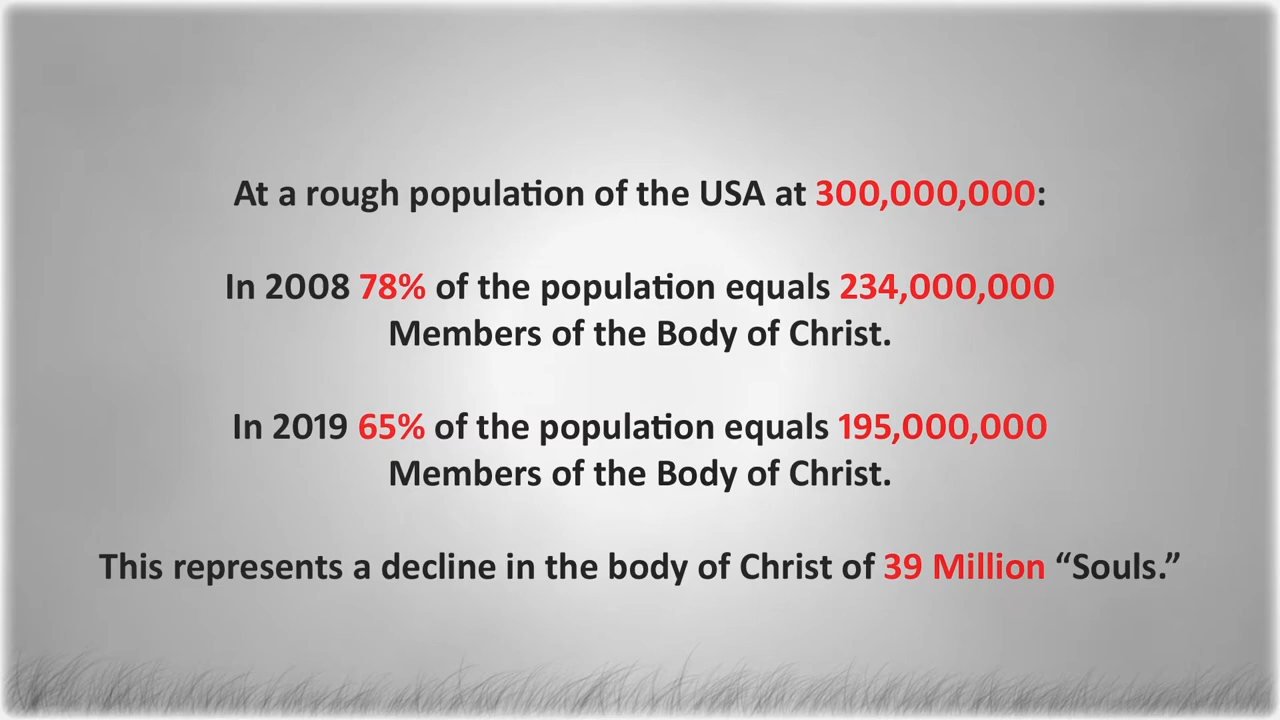 At a rough population of the USA at 300,000,000:
In 2008 78% of the population equals 234,000,000
Members of the Body of Christ.
In 2019 65% of the population equals 195,000,000
Members of the Body of Christ.
This represents a decline in the body of Christ of 39 Million “Souls.”